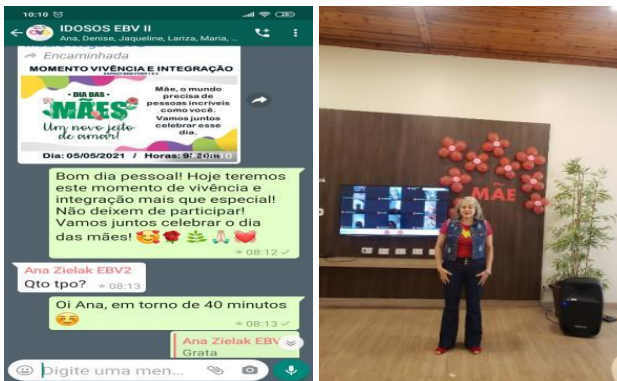 10:10
IDOSOS EBV II
Ana, Denise, Jaqueline, Lariza, Maria, ...
Encaminhada
MOMENTO VIVÊNCIA E INTEGRAÇÃO
- DIA DAS -
MÃES
Um novo jeito
de amar!
Mãe, o mundo
precisa de
pessoas incríveis
como você.
Vamos juntos
celebrar esse
dia.
Dia: 05/05/2021 / Horas: 9/
Bom dia pessoal! Hoje teremos
este momento de vivência e
integração mais que especial!
Não deixem de participar!
Vamos juntos celebrar o dia
das mães!
08:12
Ana Zielak EBV2
Qto tpo?
08:13
Oi Ana, em torno de 40 minutos
08:13
Ana Zielak EBV
Grata
Digite uma men...
MÃE